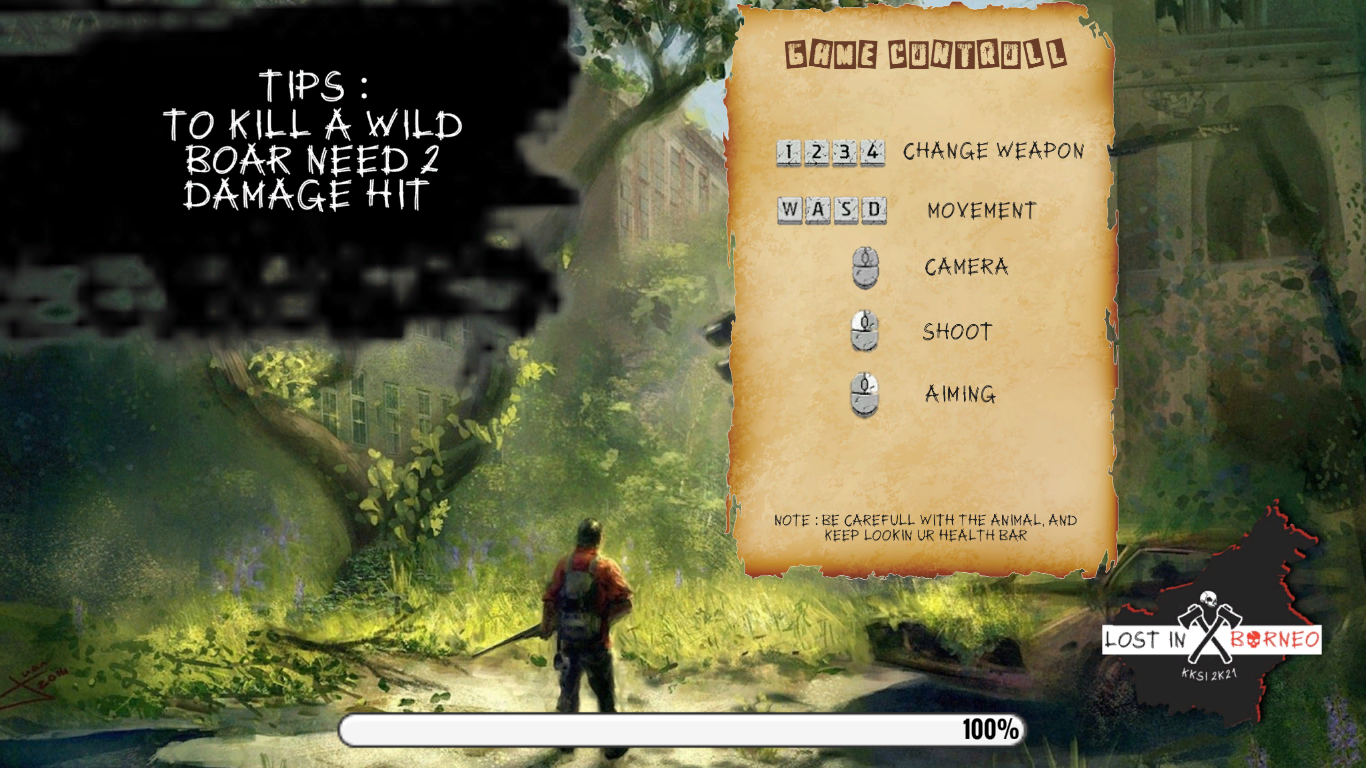 TIPS :
TO KILL A WILD
BOAR NEED 2
DAMAGE HIT
GAME CONTROLL
1 2 3 4 CHANGE WEAPON
W A S D MOVEMENT
CAMERA
SHOOT
AIMING
NOTE : BE CAREFULL WITH THE ANIMAL, AND
KEEP LOOKIN UR HEALTH BAR
LOST IN BORNEO
KKSI 2K21
100%